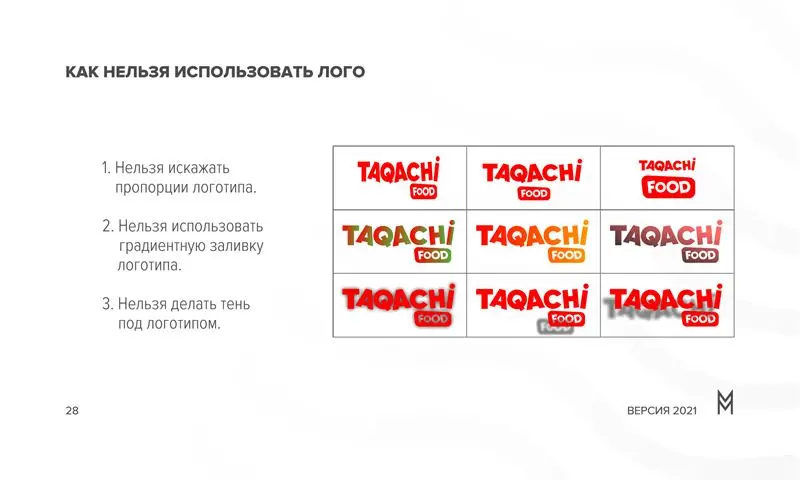 КАК НЕЛЬЗЯ ИСПОЛЬЗОВАТЬ ЛОГО
1. Нельзя искажать
пропорции логотипа.
2. Нельзя использовать
градиентную заливку
логотипа.
3. Нельзя делать тень
под логотипом.
TAQACHi
FOOD
TAQACHi
FOOD
TAQACHi
FOOD
TAQACHi
FOOD
TAQACHi
FOOD
TAQACHi
FOOD
TAQACHi
FOOD
TAQACHi
FOOD
TAQACHi
FOOD
28
ВЕРСИЯ 2021